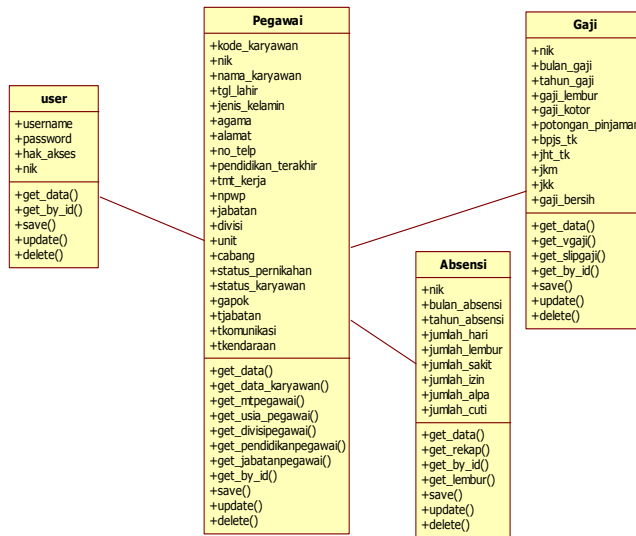 user
+username
+password
+hak_akses
+nik
+get_data()
+get_by_id()
+save()
+update()
+delete()
Pegawai
+kode_karyawan
+nik
+nama_karyawan
+tgl_lahir
+jenis_kelamin
+agama
+alamat
+no_telp
+pendidikan_terakhir
+tmt_kerja
+npwp
+jabatan
+divisi
+unit
+cabang
+status_pernikahan
+status_karyawan
+gapok
+tjabatan
+tkomunikasi
+tkendaraan
+get_data()
+get_data_karyawan()
+get_mtpegawai()
+get_usia_pegawai()
+get_divisipegawai()
+get_pendidikanpegawai()
+get_jabatanpegawai()
+get_by_id()
+save()
+update()
+delete()
Absensi
+nik
+bulan_absensi
+tahun_absensi
+jumlah_hari
+jumlah_lembur
+jumlah_sakit
+jumlah_izin
+jumlah_alpa
+jumlah_cuti
+get_data()
+get_rekap()
+get_by_id()
+get_lembur()
+save()
+update()
+delete()
Gaji
+nik
+bulan_gaji
+tahun_gaji
+gaji_lembur
+gaji_kotor
+potongan_pinjaman
+bpjs_tk
+jht_tk
+jkm
+jkk
+gaji_bersih
+get_data()
+get_vgaji()
+get_slipgaji()
+get_by_id()
+save()
+update()
+delete()